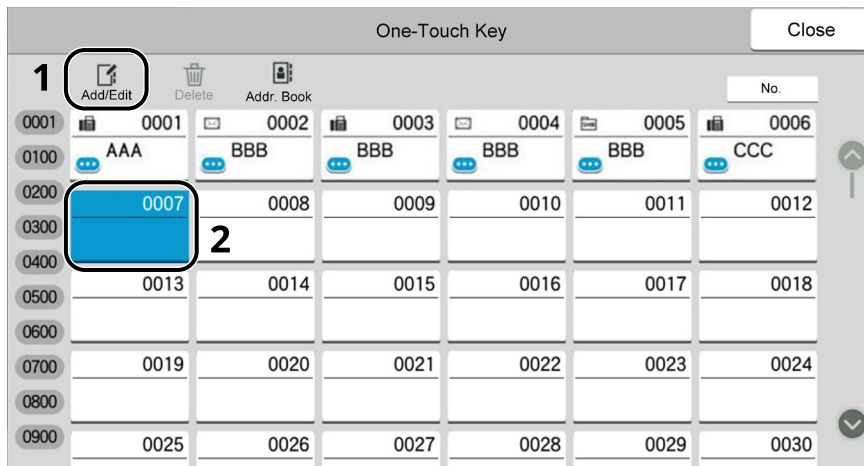 One-Touch Key Close
1 Add/Edit Delete Addr. Book No.
0001 0001 0002 0003 0004 0005 0006
0100 AAA BBB BBB BBB BBB CCC
0200 0007 0008 0009 0010 0011 0012
0300 2
0400
0500 0013 0014 0015 0016 0017 0018
0600
0700 0019 0020 0021 0022 0023 0024
0800
0900 0025 0026 0027 0028 0029 0030